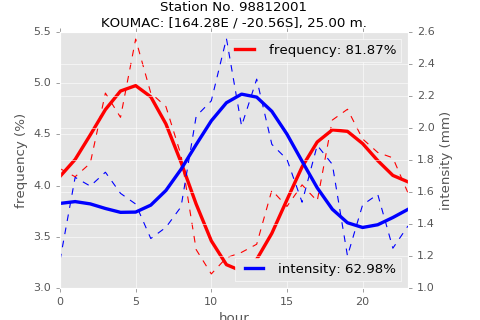 Station No. 98812001
KOUMAC: [164.28E / -20.56S], 25.00 m.
5.5
5.0
4.5
4.0
3.5
3.0
frequency (%)
2.6
2.4
2.2
2.0
1.8
1.6
1.4
1.2
1.0
intensity (mm)
frequency: 81.87%
intensity: 62.98%
0
5
10
15
20
hour